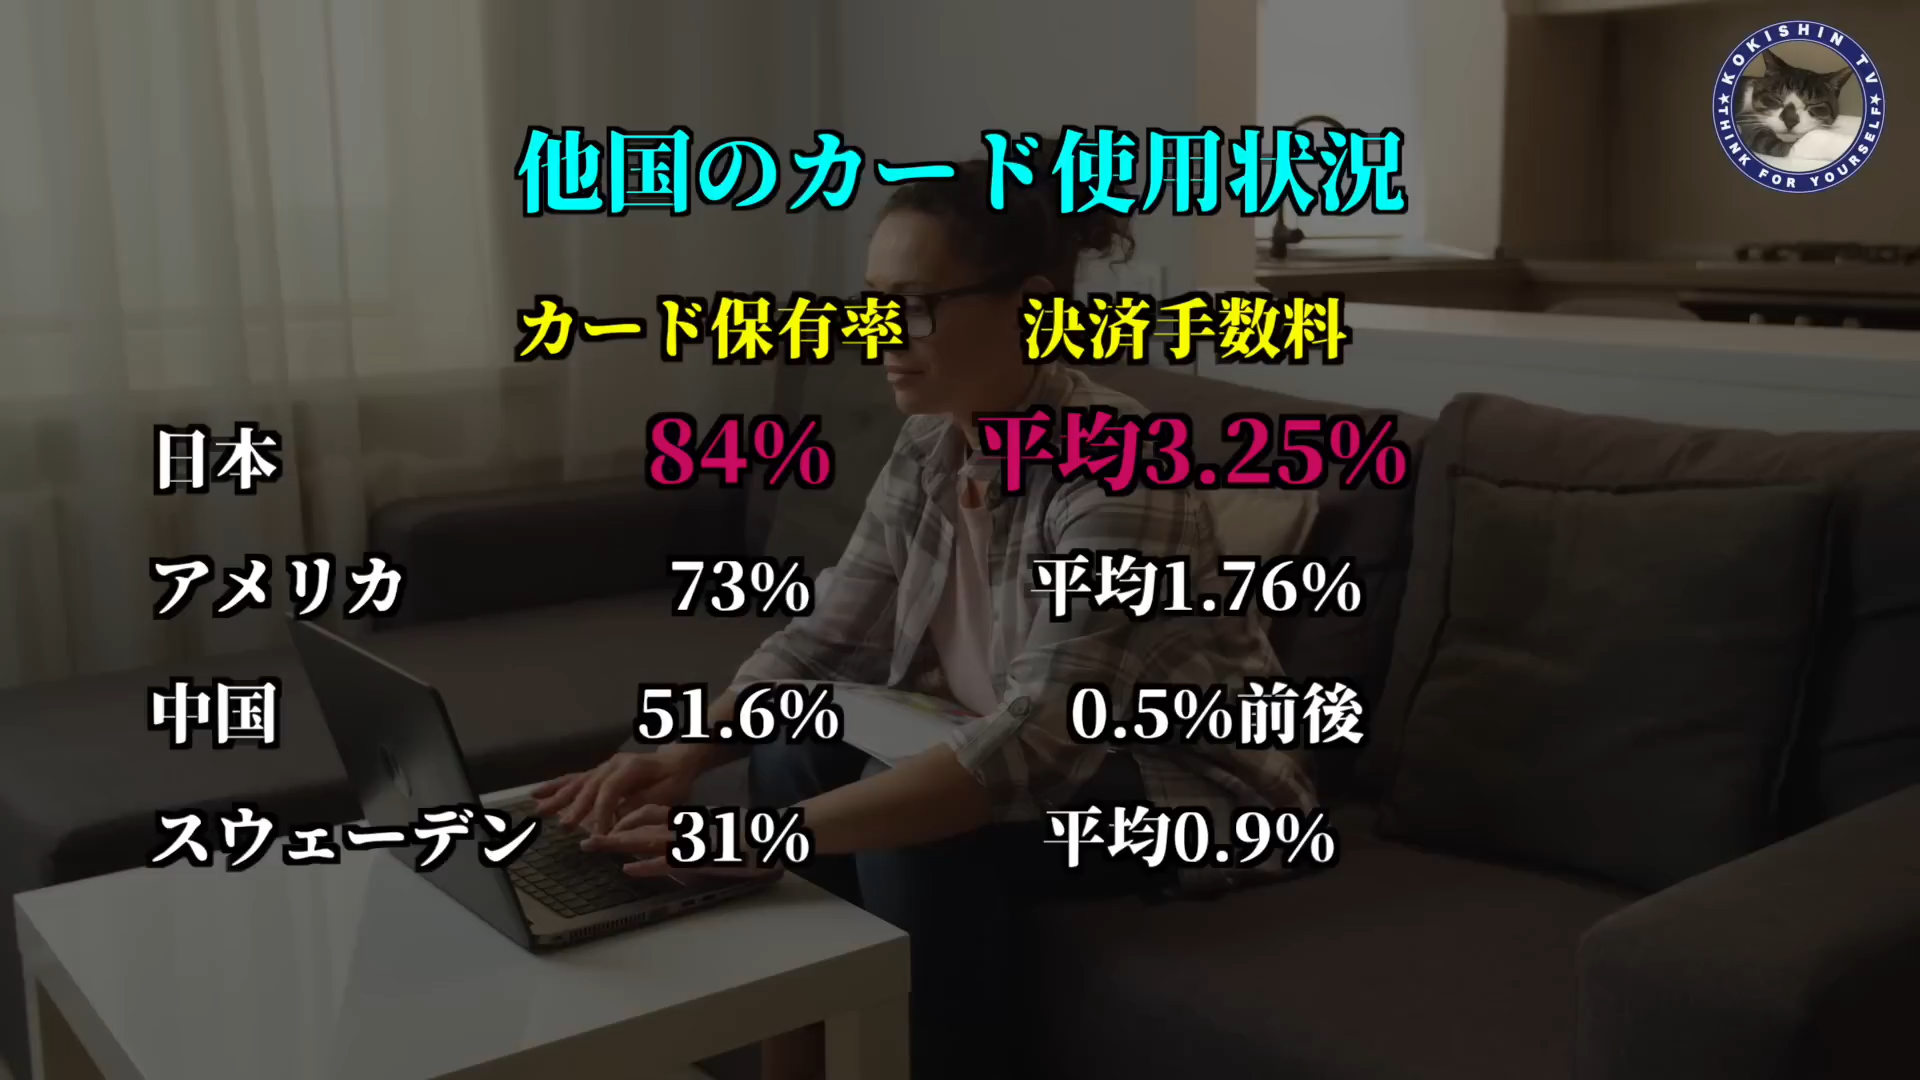 KOKISHIN TV
★THINK FOR YOURSELF★
他国のカード使用状況
カード保有率 決済手数料
日本 84% 平均3.25%
アメリカ 73% 平均1.76%
中国 51.6% 0.5%前後
スウェーデン 31% 平均0.9%